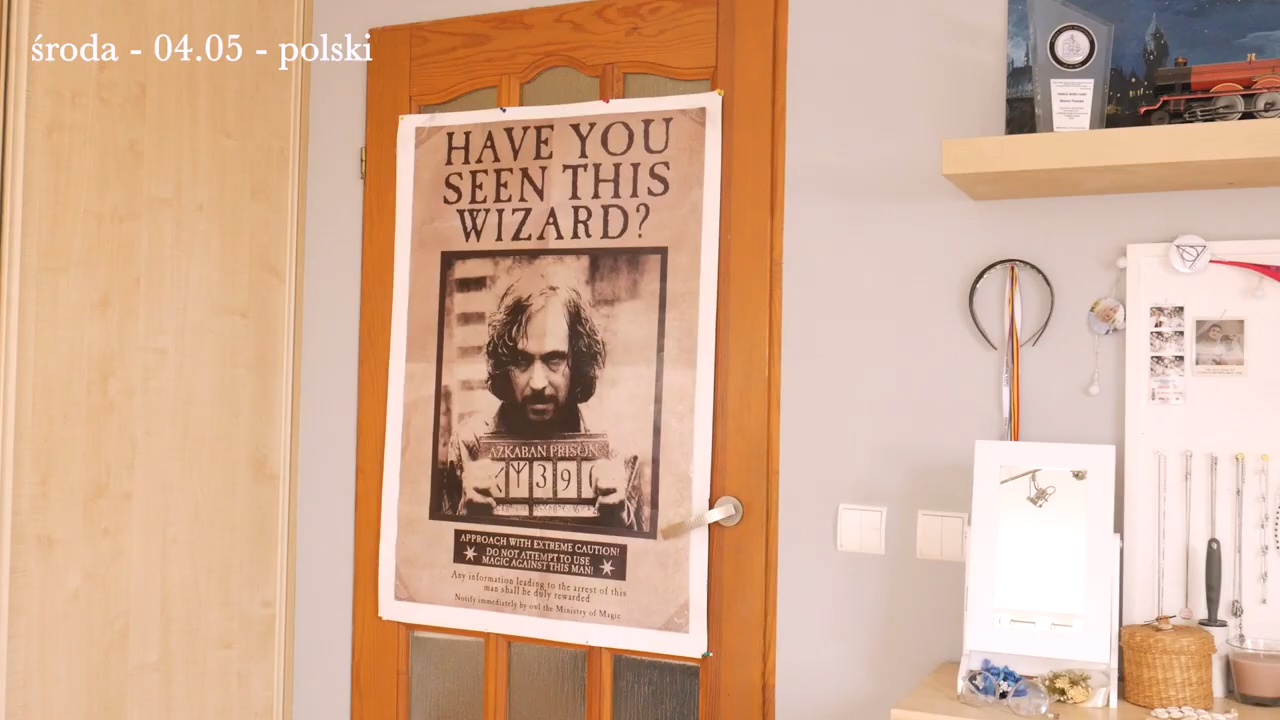 środa - 04.05 - polski
HAVE YOU
SEEN THIS
WIZARD?
AZKABAN PRISON
390
APPROACH WITH EXTREME CAUTION!
DO NOT ATTEMPT TO USE
MAGIC AGAINST THIS MAN!
Any information leading to the arrest of this
man shall be duly rewarded
Notify immediately by owl the Ministry of Magic